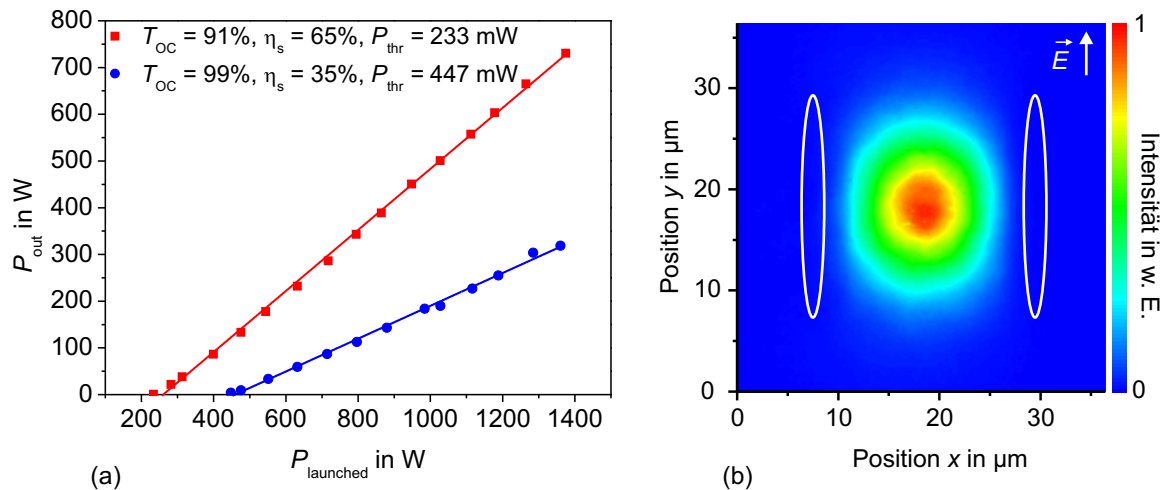 800
700
600
500
400
300
200
100
0
P_out in W
T_OC = 91%, η_s = 65%, P_thr = 233 mW
T_OC = 99%, η_s = 35%, P_thr = 447 mW
200 400 600 800 1000 1200 1400
P_launched in W
(a)
30
20
10
0
Position y in µm
E
0 10 20 30
Position x in µm
1
0
Intensität in w. E.
(b)